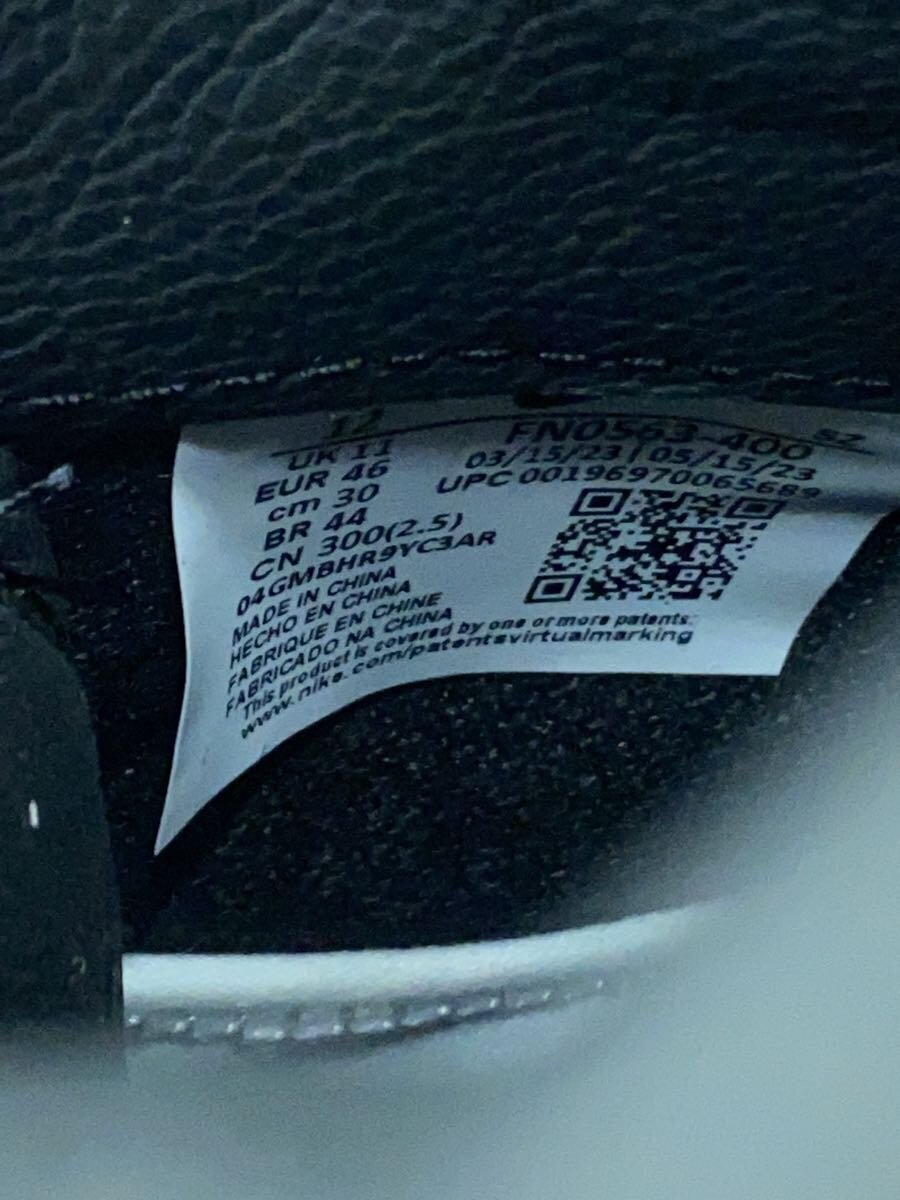 12
UK 11
EUR 46
cm 30
BR 44
CN 300(2.5)
04GMBHR9YC3AR
MADE IN CHINA
HECHO EN CHINA
FABRIQUE EN CHINE
FABRICADO NA CHINA
This product is covered by one or more patents:
www.nike.com/patentsvirtualmarking
FN0563-400 52
03/15/23 | 05/15/23
UPC 00196970065689